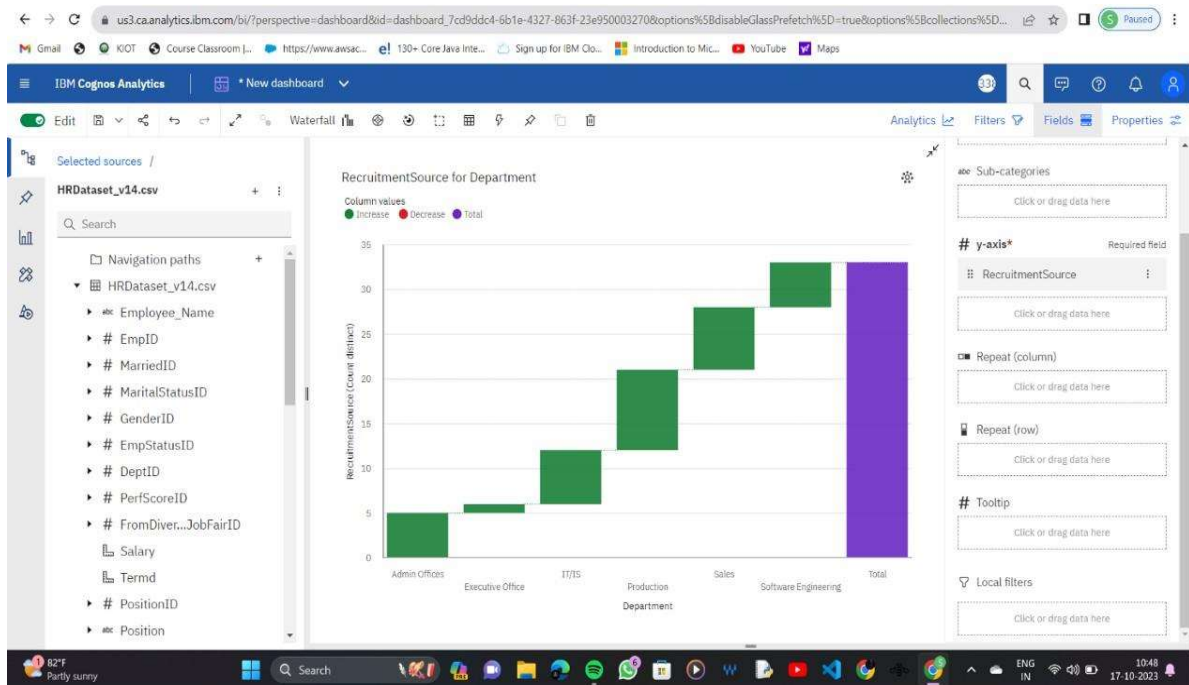 us3.ca.analytics.ibm.com/bi/?perspective=dashboard&id=dashboard_7cd9ddc4-6b1e-4327-863f-23e950003270&options%5BdisableGlassPrefetch%5D=true&options%5Bcollections%5D...
S Paused
Gmail KIOT Course Classroom |... https://www.awsac... 130+ Core Java Inte... Sign up for IBM Clo... Introduction to Mic... YouTube Maps
IBM Cognos Analytics * New dashboard
Edit Waterfall Analytics Filters Fields Properties
Selected sources /
HRDataset_v14.csv
Search
Navigation paths
HRDataset_v14.csv
abc Employee_Name
# EmpID
# MarriedID
# MaritalStatusID
# GenderID
# EmpStatusID
# DeptID
# PerfScoreID
# FromDiver...JobFairID
Salary
Termd
# PositionID
abc Position
RecruitmentSource for Department
Column values
Increase Decrease Total
RecruitmentSource (Count distinct)
35
30
25
20
15
10
5
0
Admin Offices
Executive Office
IT/IS
Production
Sales
Software Engineering
Total
Department
abc Sub-categories
Click or drag data here
# y-axis* Required field
RecruitmentSource
Click or drag data here
Repeat (column)
Click or drag data here
Repeat (row)
Click or drag data here
# Tooltip
Click or drag data here
Local filters
Click or drag data here
82°F
Partly sunny
Search
ENG
IN
10:48
17-10-2023